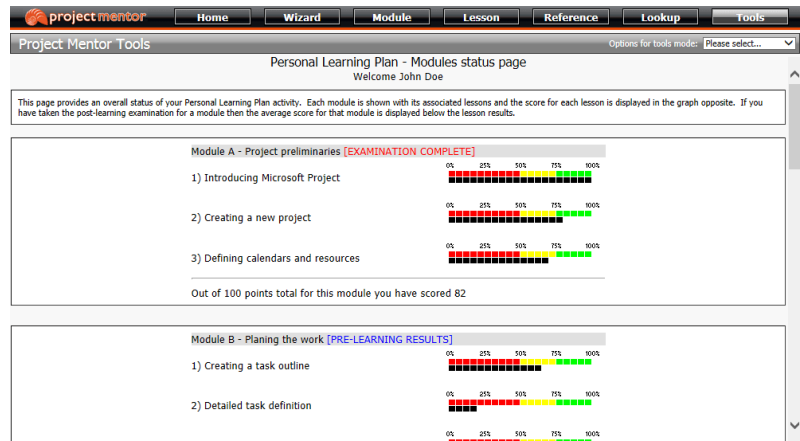 projectmentor
Home Wizard Module Lesson Reference Lookup Tools
Project Mentor Tools Options for tools mode: Please select...
Personal Learning Plan - Modules status page
Welcome John Doe
This page provides an overall status of your Personal Learning Plan activity. Each module is shown with its associated lessons and the score for each lesson is displayed in the graph opposite. If you
have taken the post-learning examination for a module then the average score for that module is displayed below the lesson results.
Module A - Project preliminaries [EXAMINATION COMPLETE]
0% 25% 50% 75% 100%
1) Introducing Microsoft Project
0% 25% 50% 75% 100%
2) Creating a new project
0% 25% 50% 75% 100%
3) Defining calendars and resources
Out of 100 points total for this module you have scored 82
Module B - Planing the work [PRE-LEARNING RESULTS]
0% 25% 50% 75% 100%
1) Creating a task outline
0% 25% 50% 75% 100%
2) Detailed task definition
0% 25% 50% 75% 100%